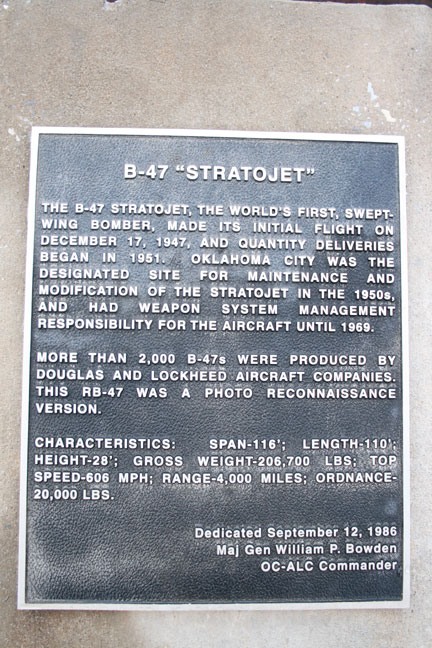 B-47 "STRATOJET"
THE B-47 STRATOJET, THE WORLD'S FIRST, SWEPT-
WING BOMBER, MADE ITS INITIAL FLIGHT ON
DECEMBER 17, 1947, AND QUANTITY DELIVERIES
BEGAN IN 1951. OKLAHOMA CITY WAS THE
DESIGNATED SITE FOR MAINTENANCE AND
MODIFICATION OF THE STRATOJET IN THE 1950s,
AND HAD WEAPON SYSTEM MANAGEMENT
RESPONSIBILITY FOR THE AIRCRAFT UNTIL 1969.
MORE THAN 2,000 B-47s WERE PRODUCED BY
DOUGLAS AND LOCKHEED AIRCRAFT COMPANIES.
THIS RB-47 WAS A PHOTO RECONNAISSANCE
VERSION.
CHARACTERISTICS: SPAN-116'; LENGTH-110';
HEIGHT-28'; GROSS WEIGHT-206,700 LBS; TOP
SPEED-606 MPH; RANGE-4,000 MILES; ORDNANCE-
20,000 LBS.
Dedicated September 12, 1986
Maj Gen William P. Bowden
OC-ALC Commander